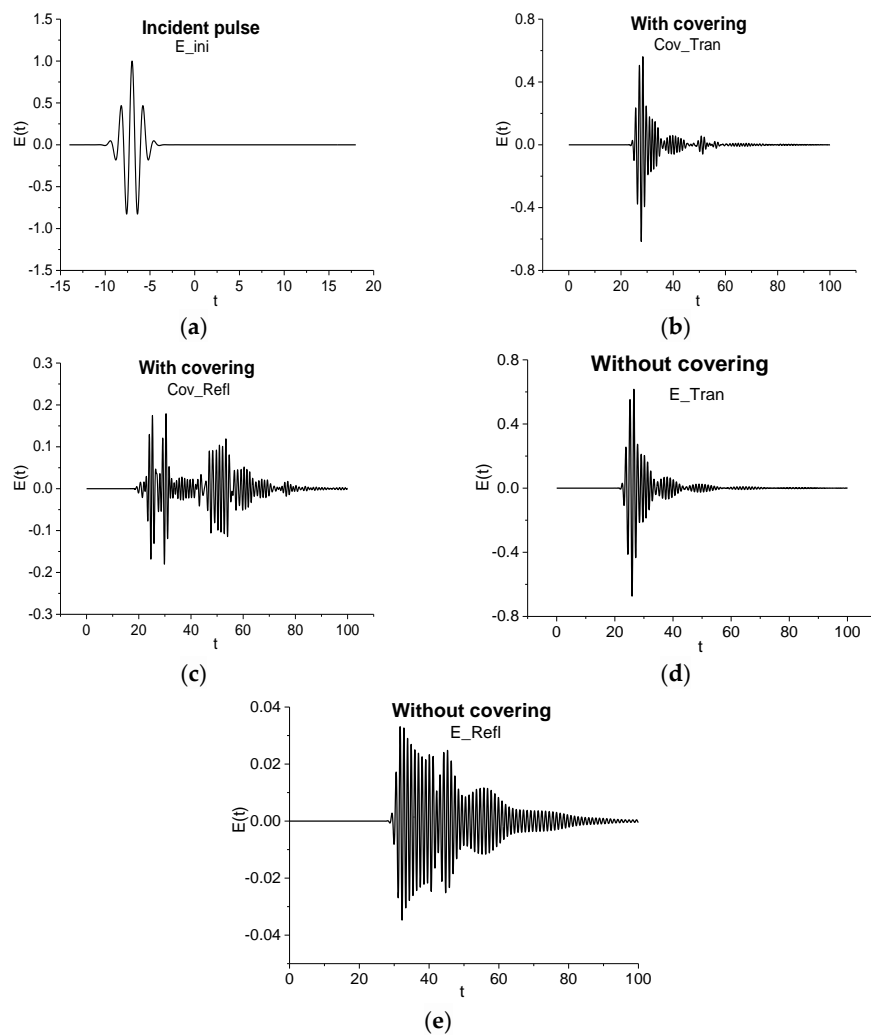 Incident pulse
E_ini
1.5
1.0
0.5
0.0
-0.5
-1.0
-1.5
E(t)
-15 -10 -5 0 5 10 15 20
t
(a)
With covering
Cov_Tran
0.8
0.4
0.0
-0.4
-0.8
E(t)
0 20 40 60 80 100
t
(b)
With covering
Cov_Refl
0.3
0.2
0.1
0.0
-0.1
-0.2
-0.3
E(t)
0 20 40 60 80 100
t
(c)
Without covering
E_Tran
0.8
0.4
0.0
-0.4
-0.8
E(t)
0 20 40 60 80 100
t
(d)
Without covering
E_Refl
0.04
0.02
0.00
-0.02
-0.04
E(t)
0 20 40 60 80 100
t
(e)